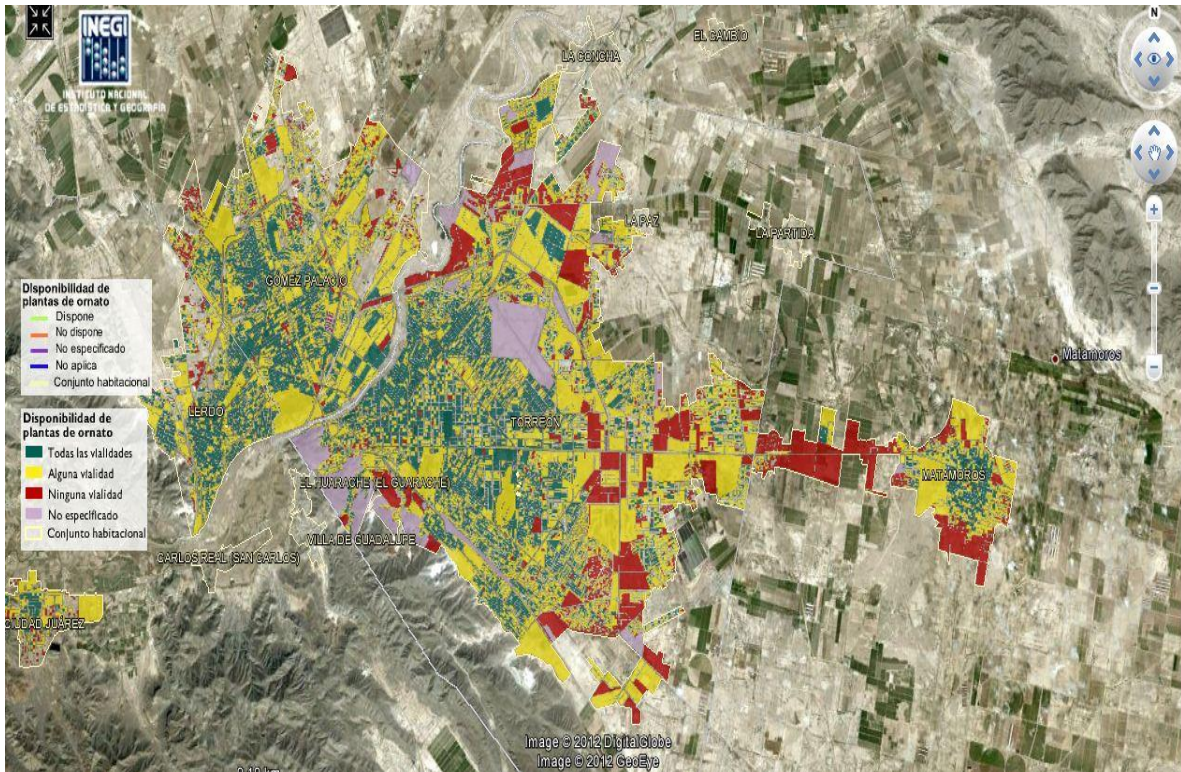 INEGI
INSTITUTO NACIONAL
DE ESTADÍSTICA Y GEOGRAFÍA
N
EL CAMBIO
LA CONCHA
LA PAZ
LA PARTIDA
GÓMEZ PALACIO
Matamoros
Disponibilidad de
plantas de ornato
Dispone
No dispone
No especificado
No aplica
Conjunto habitacional
LERDO
TORREÓN
Disponibilidad de
plantas de ornato
Todas las vialidades
Alguna vialidad
Ninguna vialidad
No especificado
Conjunto habitacional
MATAMOROS
EL HUARACHE (EL GUARACHE)
VILLA DE GUADALUPE
CARLOS REAL (SAN CARLOS)
CIUDAD JUÁREZ
Image © 2012 DigitalGlobe
Image © 2012 GeoEye